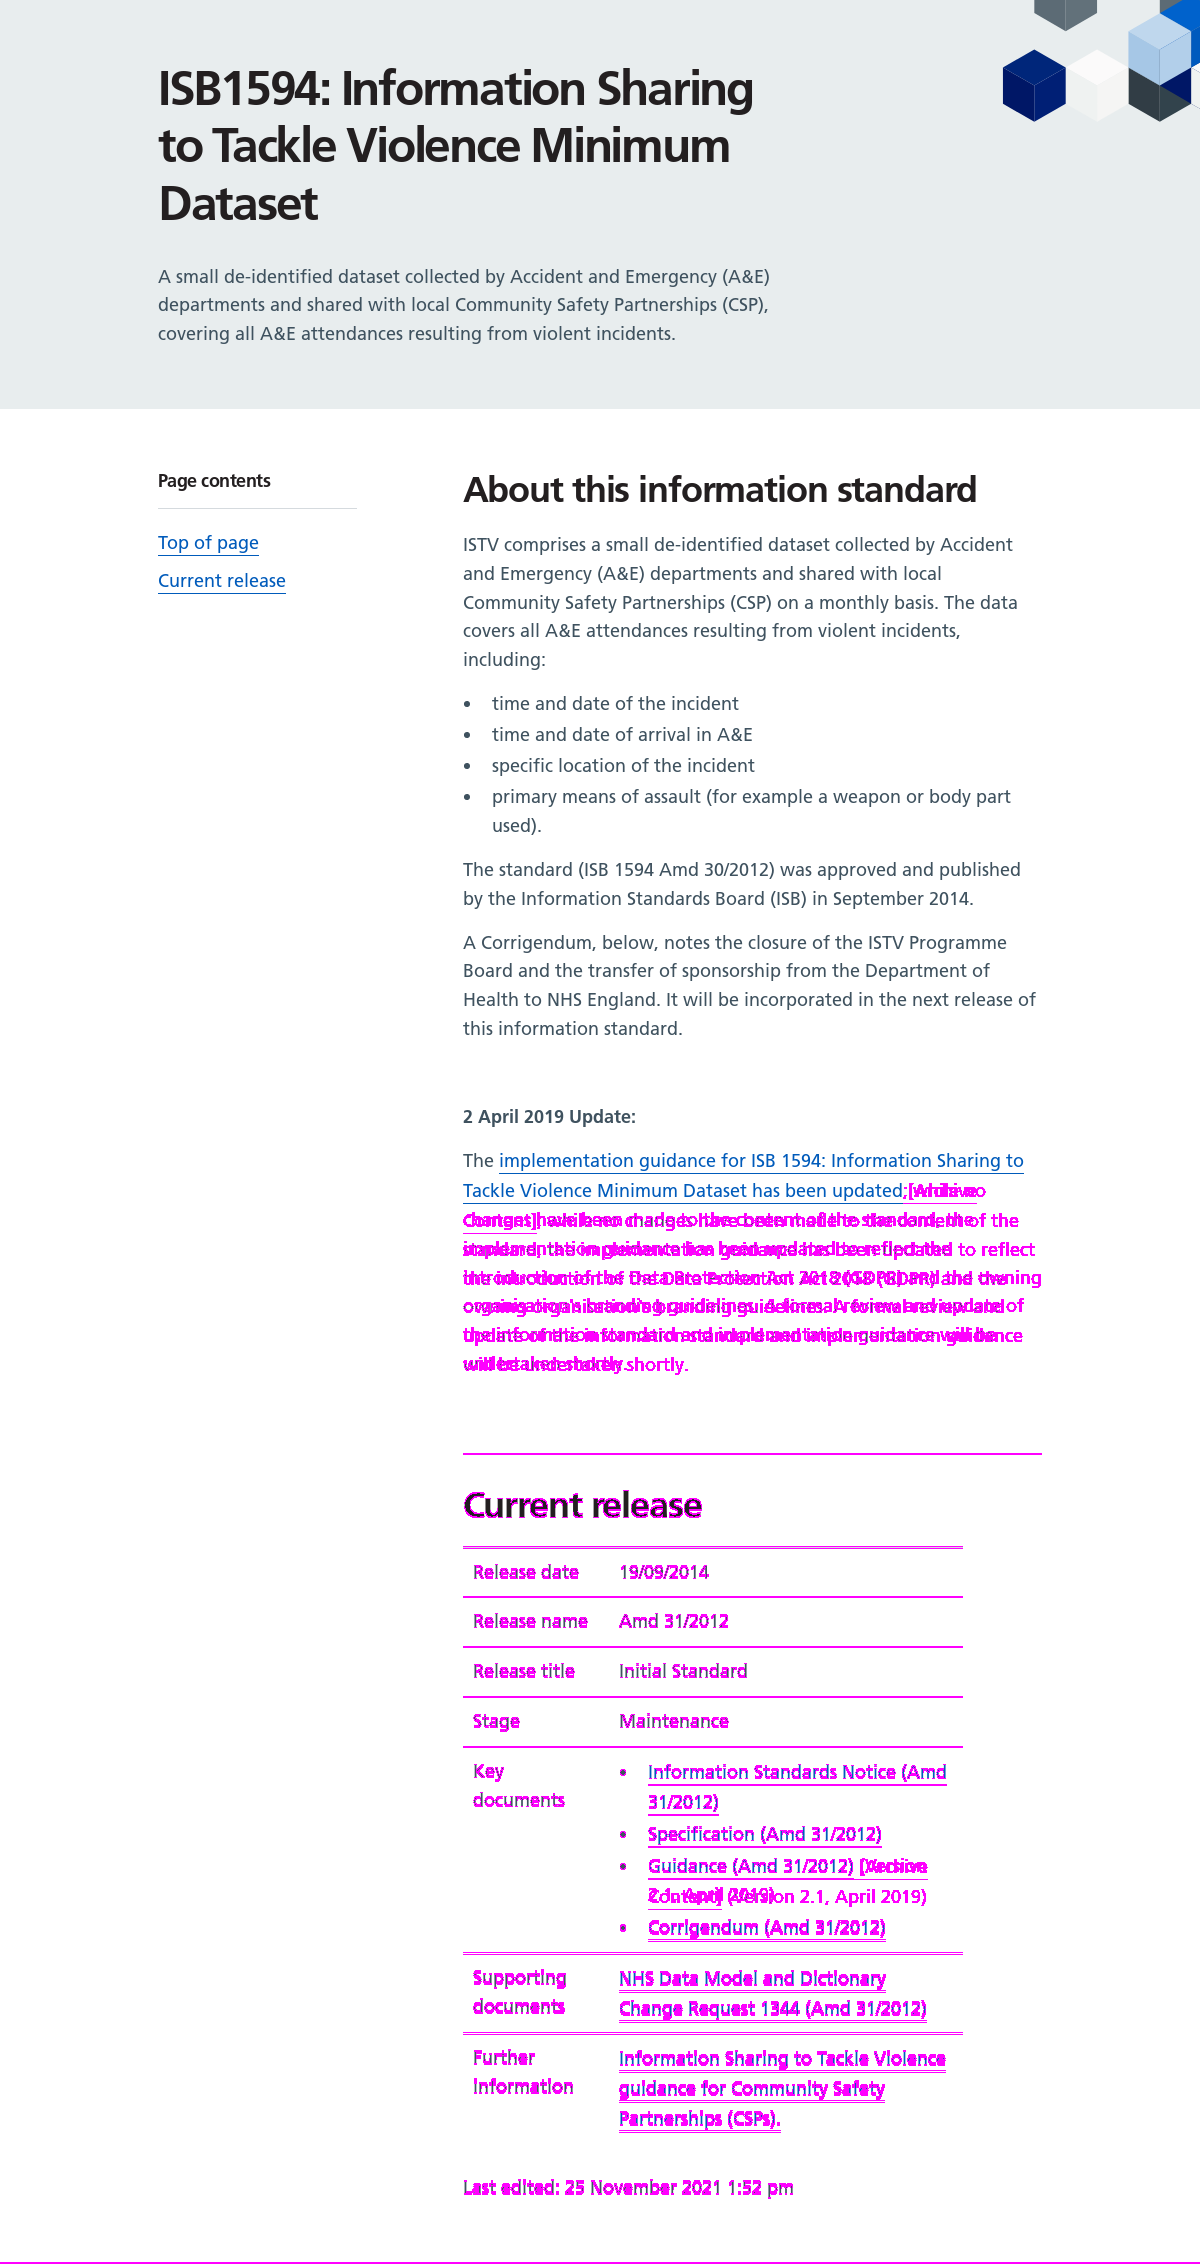 ISB1594: Information Sharing
to Tackle Violence Minimum
Dataset
A small de-identified dataset collected by Accident and Emergency (A&E)
departments and shared with local Community Safety Partnerships (CSP),
covering all A&E attendances resulting from violent incidents.
Page contents
Top of page
Current release
About this information standard
ISTV comprises a small de-identified dataset collected by Accident
and Emergency (A&E) departments and shared with local
Community Safety Partnerships (CSP) on a monthly basis. The data
covers all A&E attendances resulting from violent incidents,
including:
• time and date of the incident
• time and date of arrival in A&E
• specific location of the incident
• primary means of assault (for example a weapon or body part
used).
The standard (ISB 1594 Amd 30/2012) was approved and published
by the Information Standards Board (ISB) in September 2014.
A Corrigendum, below, notes the closure of the ISTV Programme
Board and the transfer of sponsorship from the Department of
Health to NHS England. It will be incorporated in the next release of
this information standard.
2 April 2019 Update:
The implementation guidance for ISB 1594: Information Sharing to
Tackle Violence Minimum Dataset has been updated
of the
to reflect
the
owning
of
guidance
will be undertaken shortly.
Current release
Release date 19/09/2014
Release name Amd 31/2012
Release title Initial Standard
Stage Maintenance
Key
documents
• Information Standards Notice (Amd
31/2012)
• Specification (Amd 31/2012)
• Guidance (Amd 31/2012)
(Version 2.1, April 2019)
• Corrigendum (Amd 31/2012)
Supporting
documents
NHS Data Model and Dictionary
Change Request 1344 (Amd 31/2012)
Further
information
Information Sharing to Tackle Violence
guidance for Community Safety
Partnerships (CSPs).
Last edited: 25 November 2021 1:52 pm